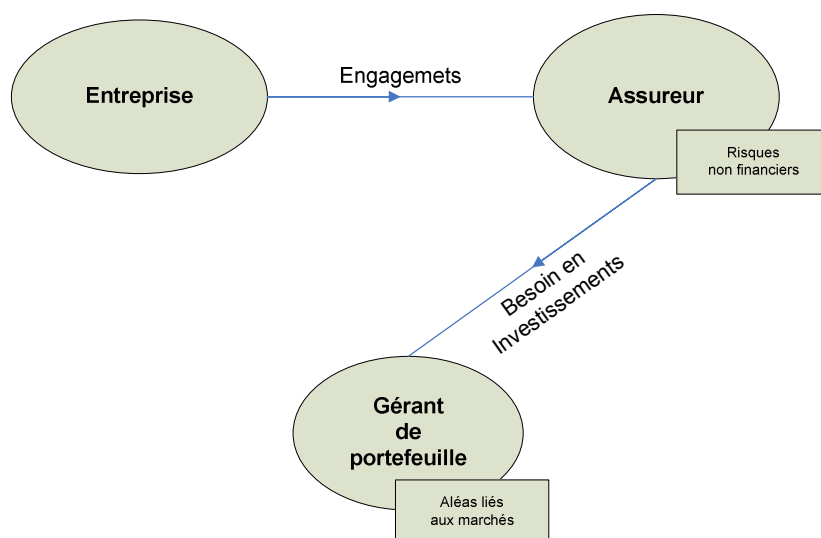 Entreprise
Engagemets
Assureur
Risques
non financiers
Besoin en
Investissements
Gérant
de
portefeuille
Aléas liés
aux marchés